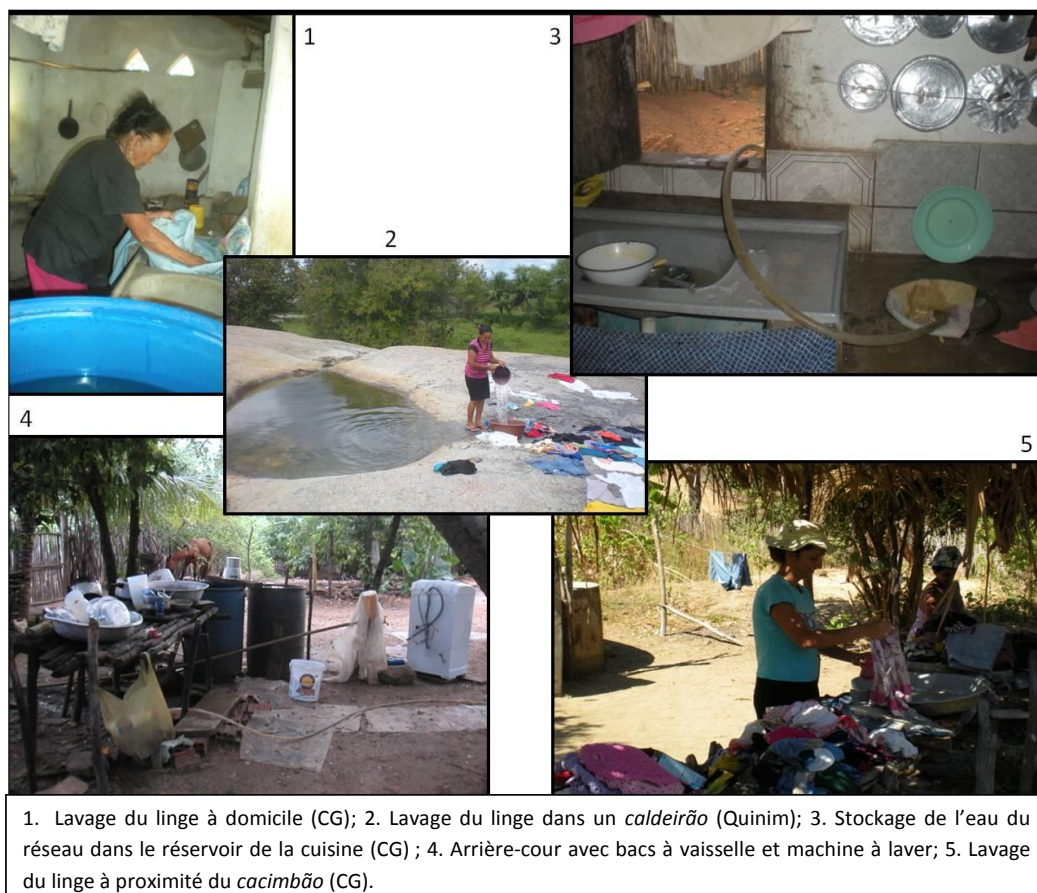 1
3
2
4
5
1. Lavage du linge à domicile (CG); 2. Lavage du linge dans un caldeirão (Quinim); 3. Stockage de l'eau du
réseau dans le réservoir de la cuisine (CG) ; 4. Arrière-cour avec bacs à vaisselle et machine à laver; 5. Lavage
du linge à proximité du cacimbão (CG).